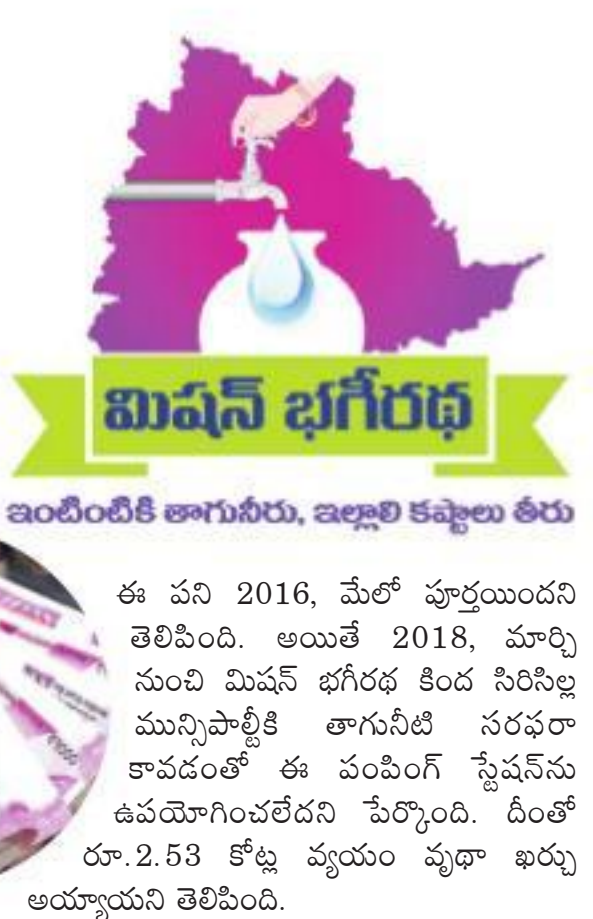 మిషన్ భగీరథ
ఇంటింటికి తాగునీరు, ఇల్లాలి కష్టాలు తీరు
ఈ పని 2016, మేలో పూర్తయిందని
తెలిపింది. అయితే 2018, మార్చి
నుంచి మిషన్ భగీరథ కింద సిరిసిల్ల
మున్సిపాల్టీకి తాగునీటి సరఫరా
కావడంతో ఈ పంపింగ్ స్టేషన్‌ను
ఉపయోగించలేదని పేర్కొంది. దీంతో
రూ.2.53 కోట్ల వ్యయం వృథా ఖర్చు
అయ్యాయని తెలిపింది.